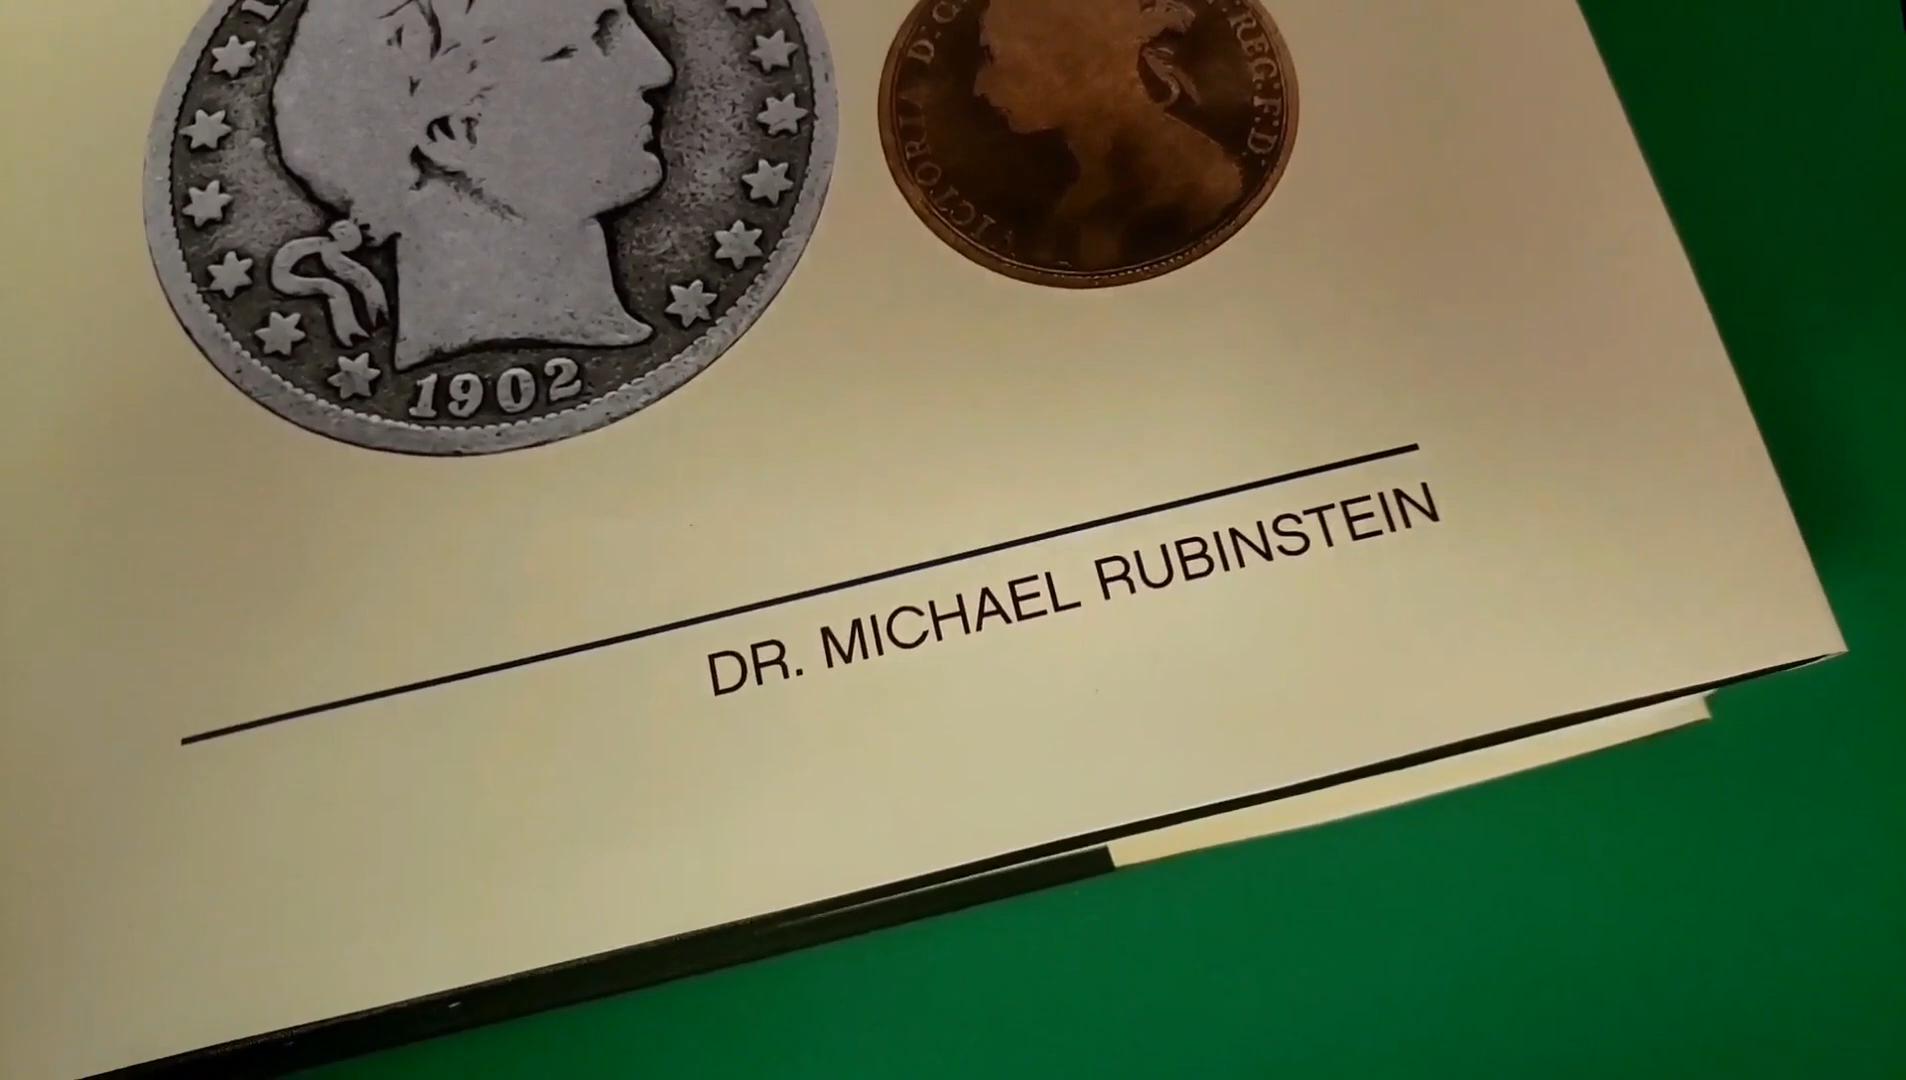 VICTORIA D: REG: F: D:
1902
DR. MICHAEL RUBINSTEIN